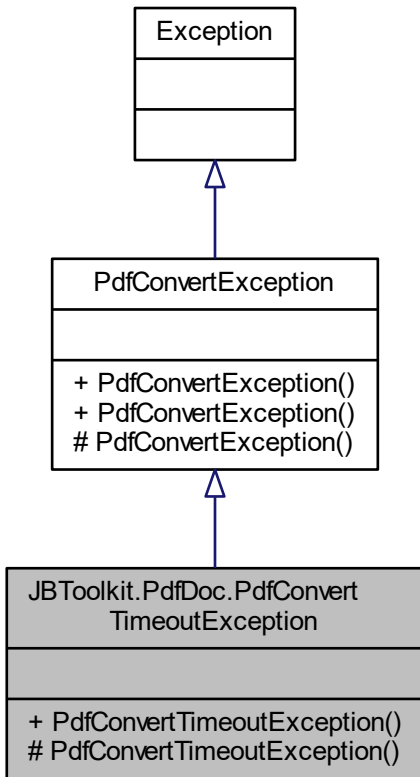 Exception
PdfConvertException
+ PdfConvertException()
+ PdfConvertException()
# PdfConvertException()
JBToolkit.PdfDoc.PdfConvert
TimeoutException
+ PdfConvertTimeoutException()
# PdfConvertTimeoutException()